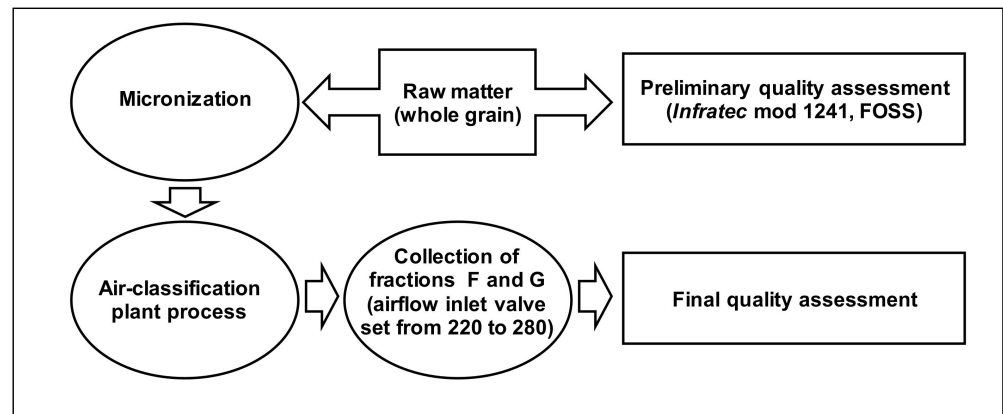 Micronization
Raw matter
(whole grain)
Preliminary quality assessment
(Infratec mod 1241, FOSS)
Air-classification
plant process
Collection of
fractions F and G
(airflow inlet valve
set from 220 to 280)
Final quality assessment